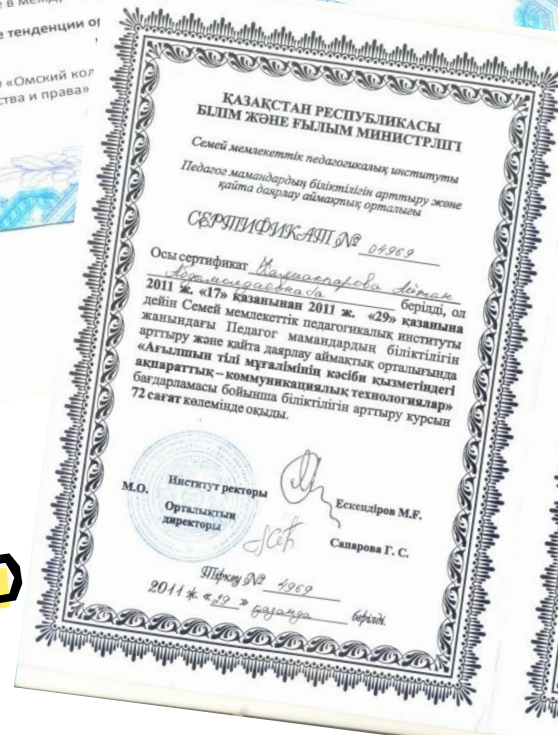 е тенденции ор
«Омский кол
ства и права»
ҚАЗАҚСТАН РЕСПУБЛИКАСЫ
БІЛІМ ЖӘНЕ ҒЫЛЫМ МИНИСТРЛІГІ
Семей мемлекеттік педагогикалық институты
Педагог мамандардың біліктілігін арттыру және
қайта даярлау аймақтық орталығы
СЕРТИФИКАТ № 04969
Осы сертификат
берілді, ол
2011 ж. «17» қазанынан 2011 ж. «29» қазанына
дейін Семей мемлекеттік педагогикалық институты
жанындағы Педагог мамандардың біліктілігін
арттыру және қайта даярлау аймақтық орталығында
«Ағылшын тілі мұғалімінің кәсіби қызметіндегі
ақпараттық – коммуникациялық технологиялар»
бағдарламасы бойынша біліктілігін арттыру курсын
72 сағат көлемінде оқыды.
М.О. Институт ректоры Ескендіров М.Ғ.
Орталықтың
директоры Сапарова Г. С.
Тіркеу № 4969
2011 ж. «29» қазанда берілді.